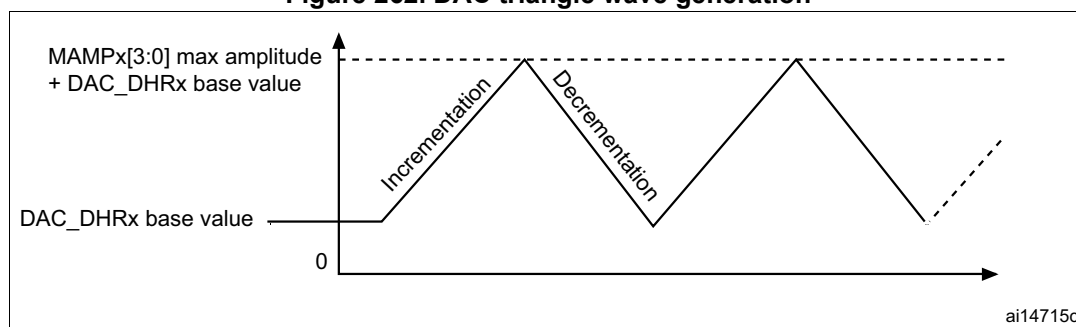 Figure 262. DAC triangle wave generation
MAMPx[3:0] max amplitude
+ DAC_DHRx base value
Incrementation
Decrementation
DAC_DHRx base value
0
ai14715c